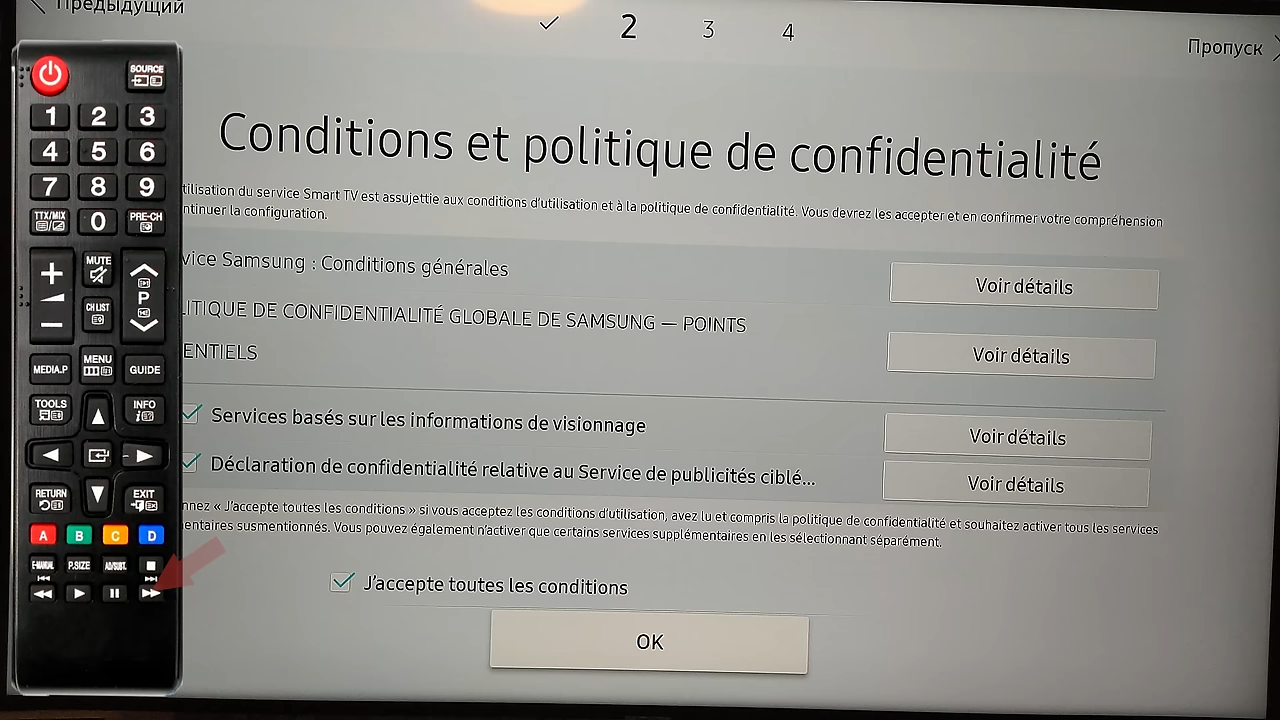 Предыдущий
2 3 4
Пропуск
Conditions et politique de confidentialité
tilisation du service Smart TV est assujettie aux conditions d'utilisation et à la politique de confidentialité. Vous devrez les accepter et en confirmer votre compréhension
ntinuer la configuration.
vice Samsung : Conditions générales
Voir détails
LITIQUE DE CONFIDENTIALITÉ GLOBALE DE SAMSUNG — POINTS
ENTIELS
Voir détails
Services basés sur les informations de visionnage
Voir détails
Déclaration de confidentialité relative au Service de publicités ciblé...
Voir détails
nnez « J'accepte toutes les conditions » si vous acceptez les conditions d'utilisation, avez lu et compris la politique de confidentialité et souhaitez activer tous les services
entaires susmentionnés. Vous pouvez également n'activer que certains services supplémentaires en les sélectionnant séparément.
J'accepte toutes les conditions
OK
SOURCE
1 2 3
4 5 6
7 8 9
TTX/MIX 0 PRE-CH
MUTE
CH LIST
P
MEDIA.P MENU GUIDE
TOOLS INFO
RETURN EXIT
A B C D
E-MANUAL P.SIZE AD/SUBT.